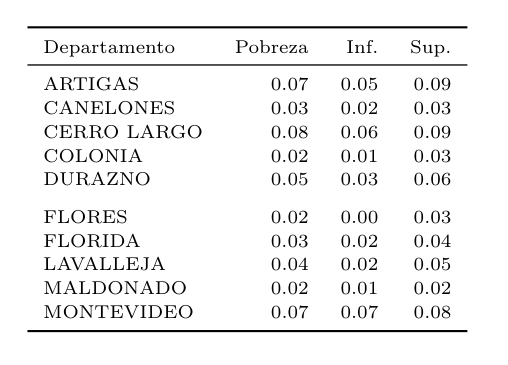 Departamento Pobreza Inf. Sup.
ARTIGAS 0.07 0.05 0.09
CANELONES 0.03 0.02 0.03
CERRO LARGO 0.08 0.06 0.09
COLONIA 0.02 0.01 0.03
DURAZNO 0.05 0.03 0.06
FLORES 0.02 0.00 0.03
FLORIDA 0.03 0.02 0.04
LAVALLEJA 0.04 0.02 0.05
MALDONADO 0.02 0.01 0.02
MONTEVIDEO 0.07 0.07 0.08